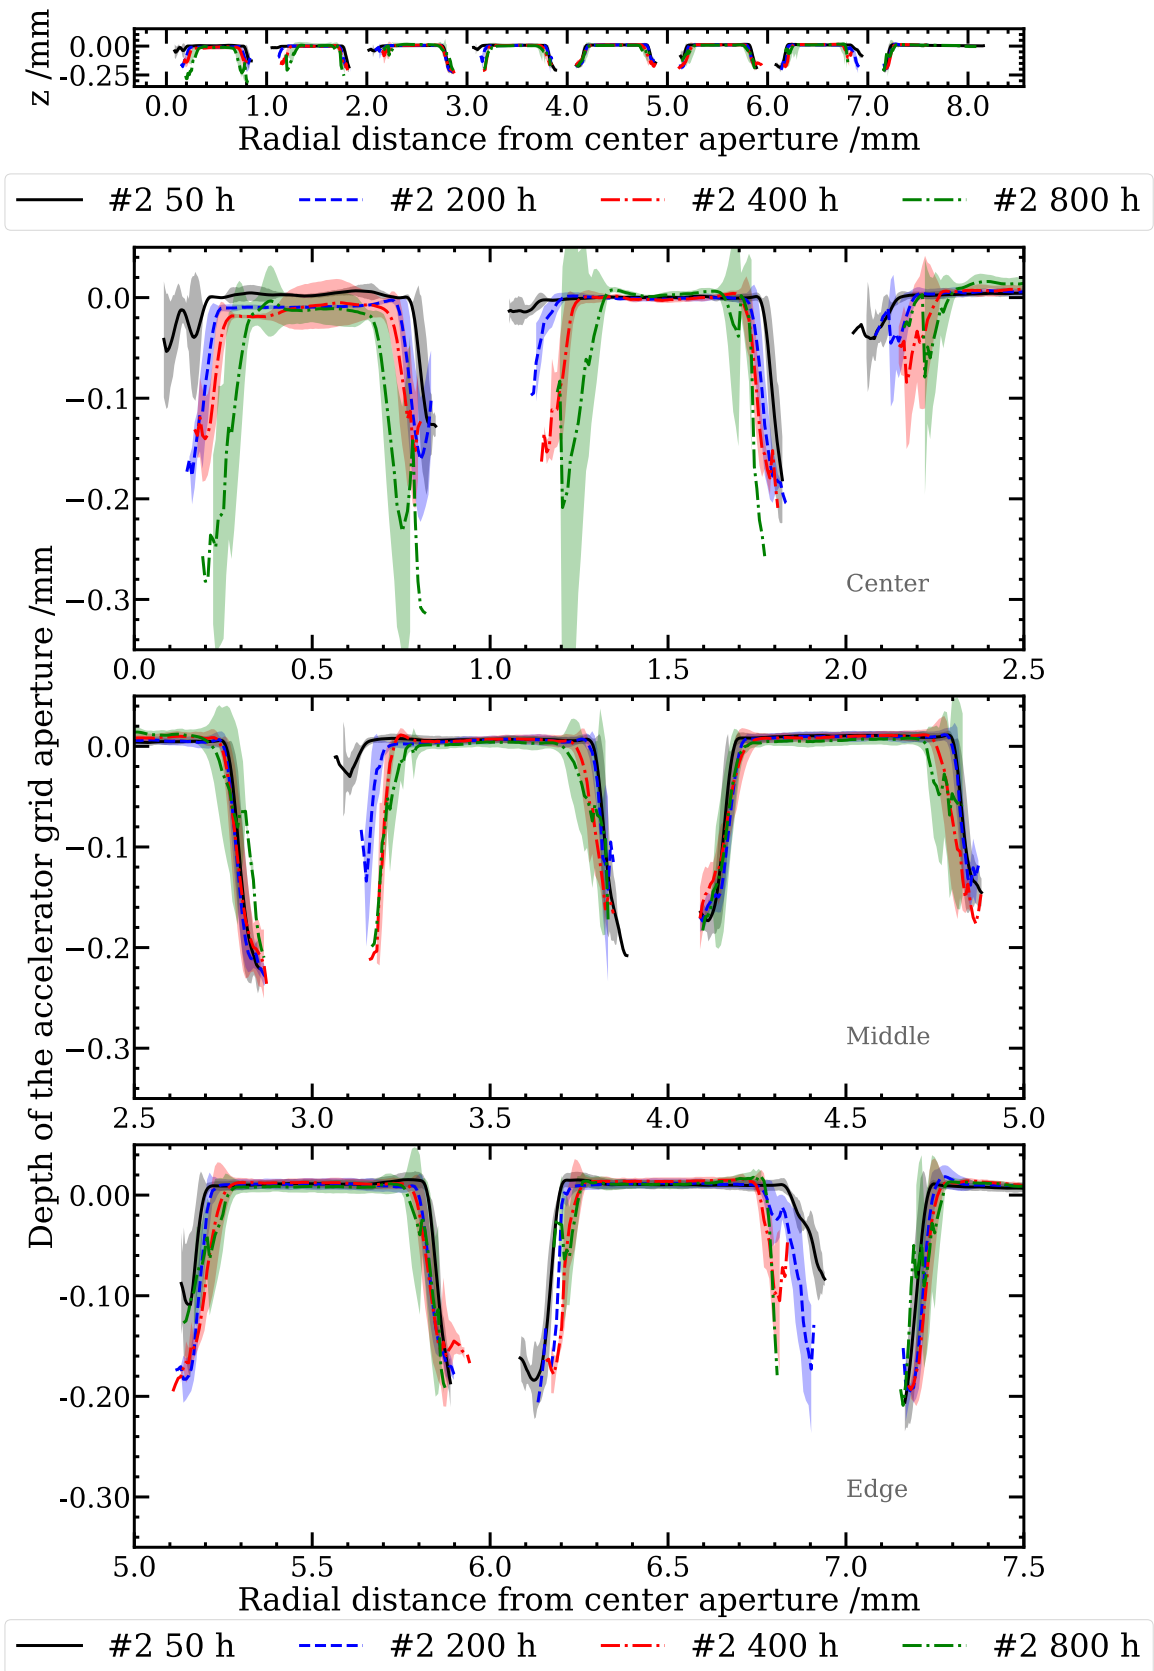 z /mm
0.00
-0.25
0.0 1.0 2.0 3.0 4.0 5.0 6.0 7.0 8.0
Radial distance from center aperture /mm
#2 50 h #2 200 h #2 400 h #2 800 h
Depth of the accelerator grid aperture /mm
0.0
−0.1
−0.2
−0.3
Center
0.0 0.5 1.0 1.5 2.0 2.5
0.0
−0.1
−0.2
−0.3
Middle
2.5 3.0 3.5 4.0 4.5 5.0
0.00
-0.10
-0.20
-0.30
Edge
5.0 5.5 6.0 6.5 7.0 7.5
Radial distance from center aperture /mm
#2 50 h #2 200 h #2 400 h #2 800 h